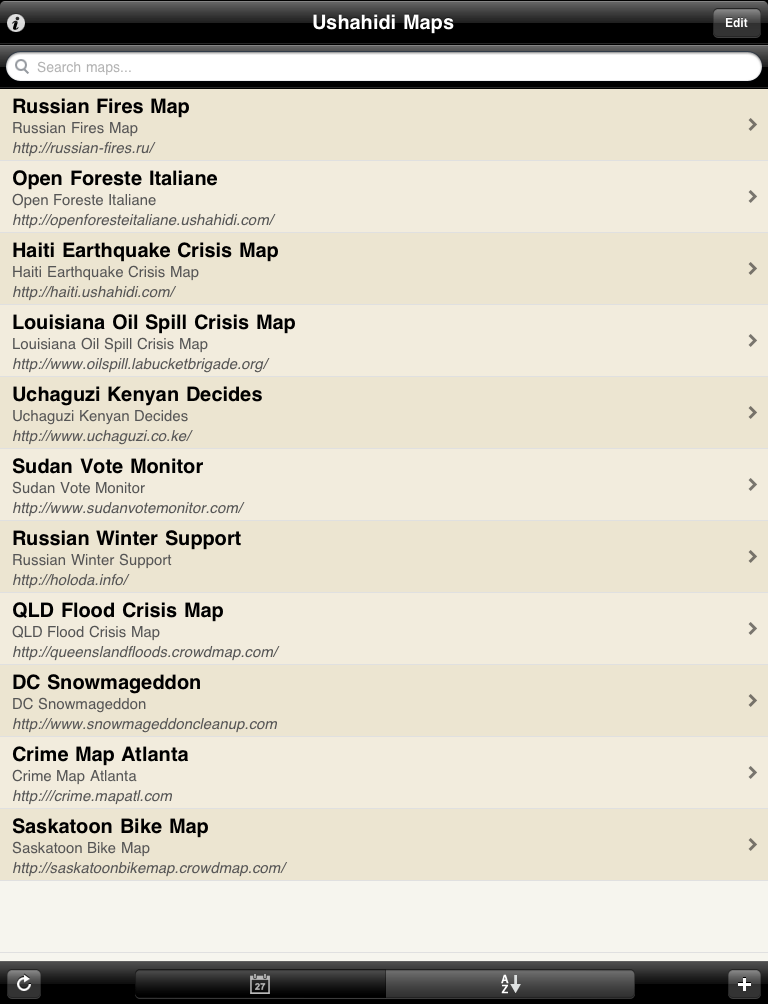 Ushahidi Maps
Edit
Search maps...
Russian Fires Map
Russian Fires Map
http://russian-fires.ru/
Open Foreste Italiane
Open Foreste Italiane
http://openforesteitaliane.ushahidi.com/
Haiti Earthquake Crisis Map
Haiti Earthquake Crisis Map
http://haiti.ushahidi.com/
Louisiana Oil Spill Crisis Map
Louisiana Oil Spill Crisis Map
http://www.oilspill.labucketbrigade.org/
Uchaguzi Kenyan Decides
Uchaguzi Kenyan Decides
http://www.uchaguzi.co.ke/
Sudan Vote Monitor
Sudan Vote Monitor
http://www.sudanvotemonitor.com/
Russian Winter Support
Russian Winter Support
http://holoda.info/
QLD Flood Crisis Map
QLD Flood Crisis Map
http://queenslandfloods.crowdmap.com/
DC Snowmageddon
DC Snowmageddon
http://www.snowmageddoncleanup.com
Crime Map Atlanta
Crime Map Atlanta
http:///crime.mapatl.com
Saskatoon Bike Map
Saskatoon Bike Map
http://saskatoonbikemap.crowdmap.com/
27
A
Z